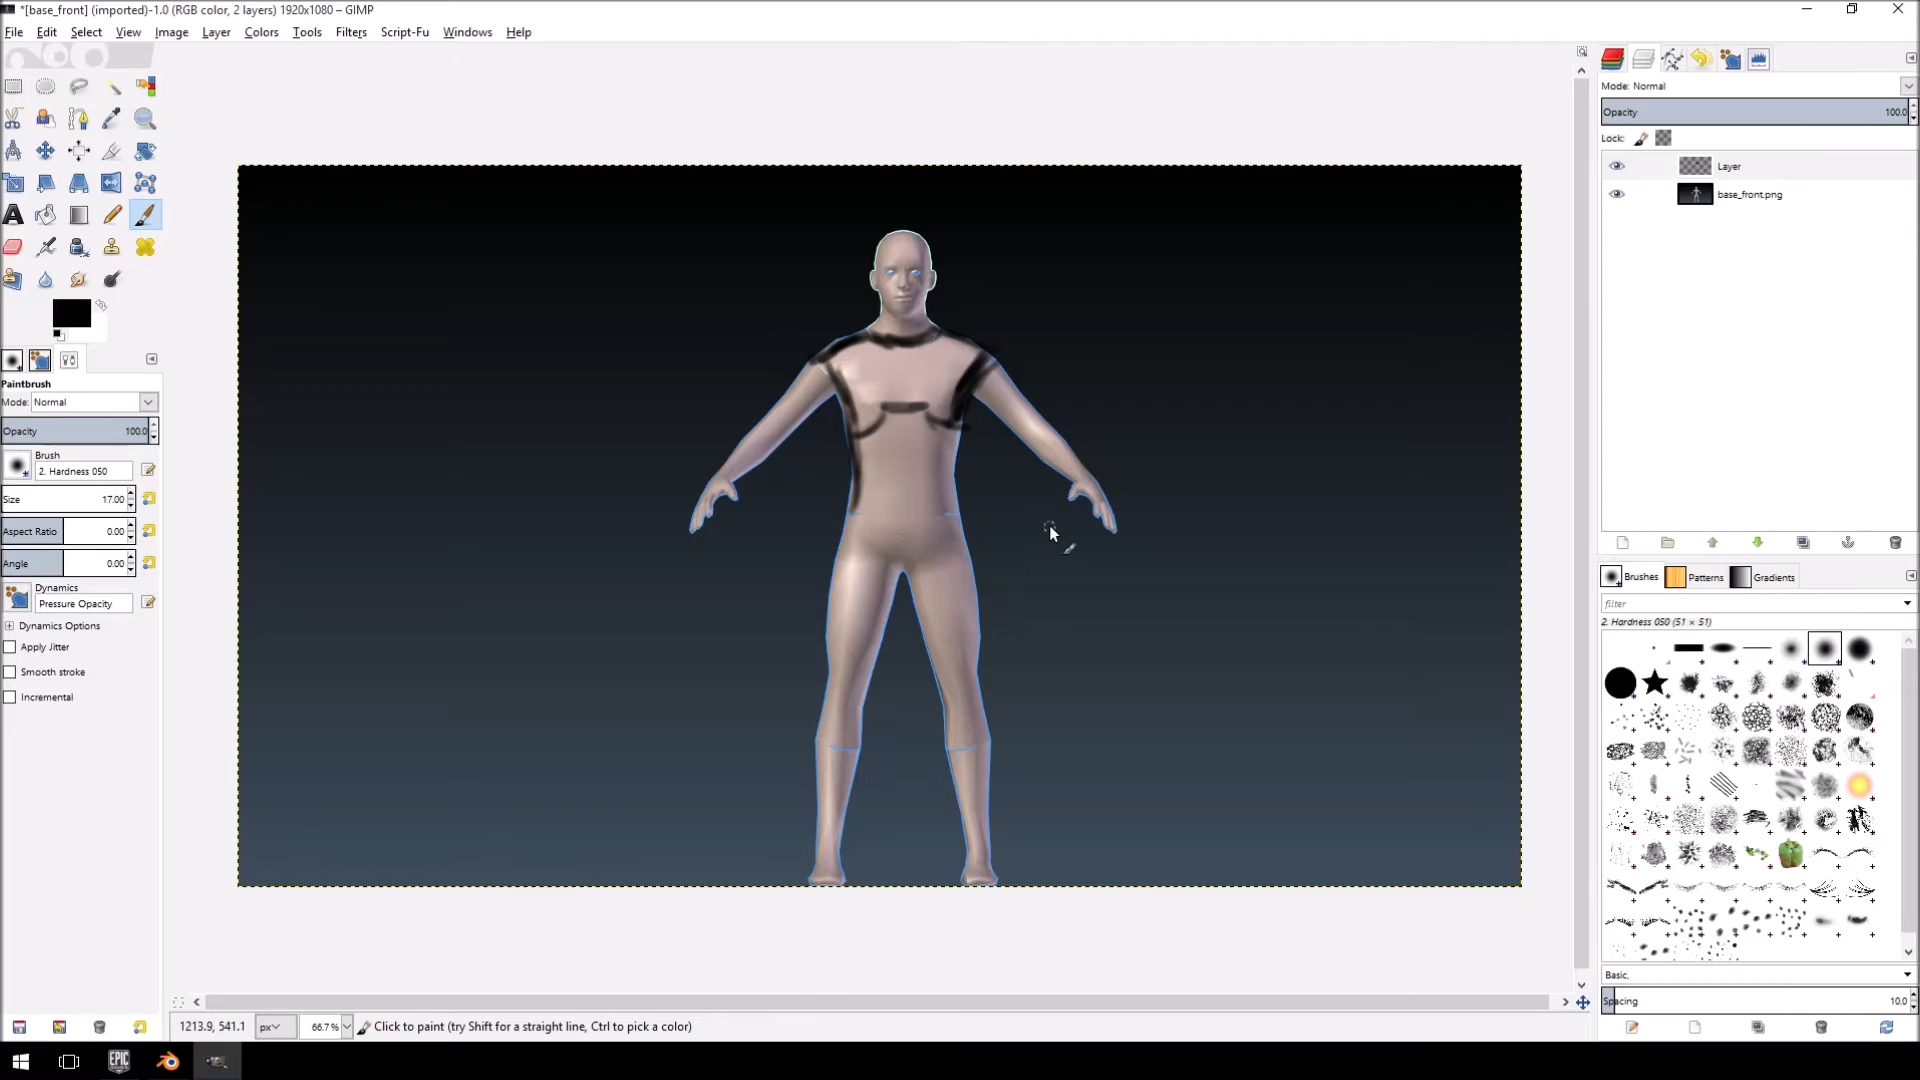 *[base_front] (imported)-1.0 (RGB color, 2 layers) 1920x1080 – GIMP
File Edit Select View Image Layer Colors Tools Filters Script-Fu Windows Help
Mode: Normal
Opacity 100.0
Lock:
Layer
base_front.png
Paintbrush
Mode: Normal
Opacity 100.0
Brush
2. Hardness 050
Size 17.00
Aspect Ratio 0.00
Angle 0.00
Dynamics
Pressure Opacity
Dynamics Options
Apply Jitter
Smooth stroke
Incremental
Brushes Patterns Gradients
filter
2. Hardness 050 (51 × 51)
Basic,
Spacing 10.0
1213.9, 541.1 px 66.7% Click to paint (try Shift for a straight line, Ctrl to pick a color)
EPIC